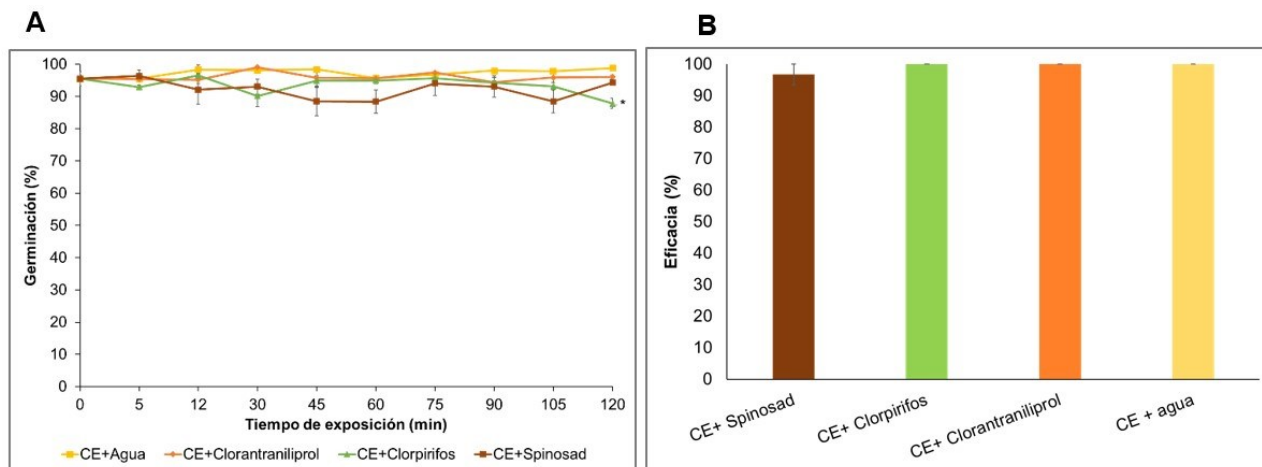 A
Germinación (%)
100
90
80
70
60
50
40
30
20
10
0
*
0 5 12 30 45 60 75 90 105 120
Tiempo de exposición (min)
CE+Agua CE+Clorantraniliprol CE+Clorpirifos CE+Spinosad
B
Eficacia (%)
100
90
80
70
60
50
40
30
20
10
0
CE+ Spinosad
CE+ Clorpirifos
CE+ Clorantraniliprol
CE + agua